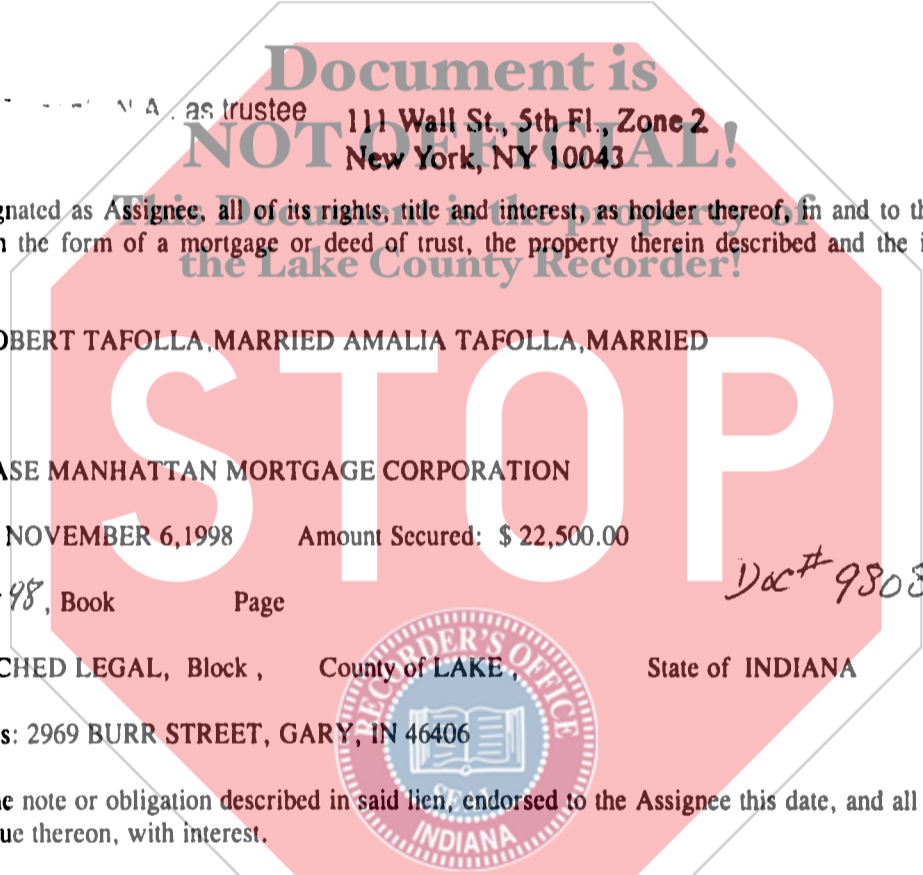 Document is
as trustee
111 Wall St., 5th Fl., Zone 2
NOT OFFICIAL!
New York, NY 10043
This Document is the property of
gnated as Assignee, all of its rights, title and interest, as holder thereof, in and to th
n the form of a mortgage or deed of trust, the property therein described and the i
the Lake County Recorder!
OBERT TAFOLLA,MARRIED AMALIA TAFOLLA,MARRIED
STOP
ASE MANHATTAN MORTGAGE CORPORATION
NOVEMBER 6,1998 Amount Secured: $ 22,500.00
98, Book Page
Doc# 9808
CHED LEGAL, Block , County of LAKE , State of INDIANA
RECORDER'S OFFICE
s: 2969 BURR STREET, GARY, IN 46406
SEAL
INDIANA
e note or obligation described in said lien, endorsed to the Assignee this date, and all
ue thereon, with interest.